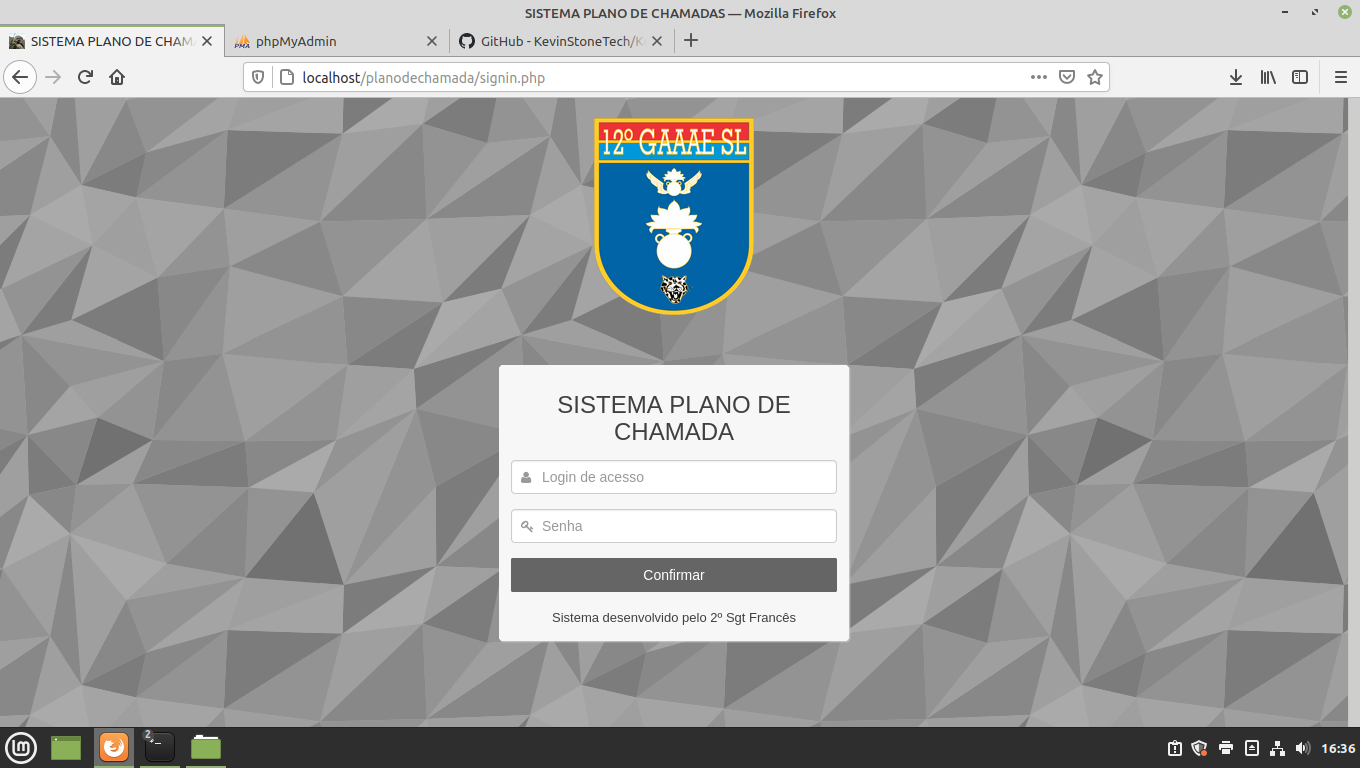 SISTEMA PLANO DE CHAMADAS — Mozilla Firefox
SISTEMA PLANO DE CHAM
phpMyAdmin
GitHub - KevinStoneTech/K
localhost/planodechamada/signin.php
12º GAAAE SL
SISTEMA PLANO DE
CHAMADA
Login de acesso
Senha
Confirmar
Sistema desenvolvido pelo 2º Sgt Francês
2
16:36